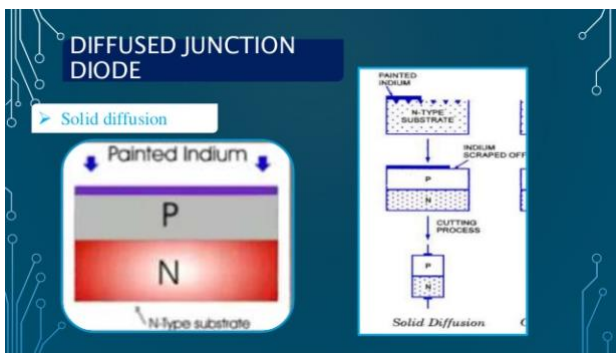 DIFFUSED JUNCTION
DIODE
➤ Solid diffusion
Painted Indium
P
N
N-Type substrate
PAINTED
INDIUM
N-TYPE
SUBSTRATE
INDIUM
SCRAPED OFF
P
N
CUTTING
PROCESS
P
N
Solid Diffusion